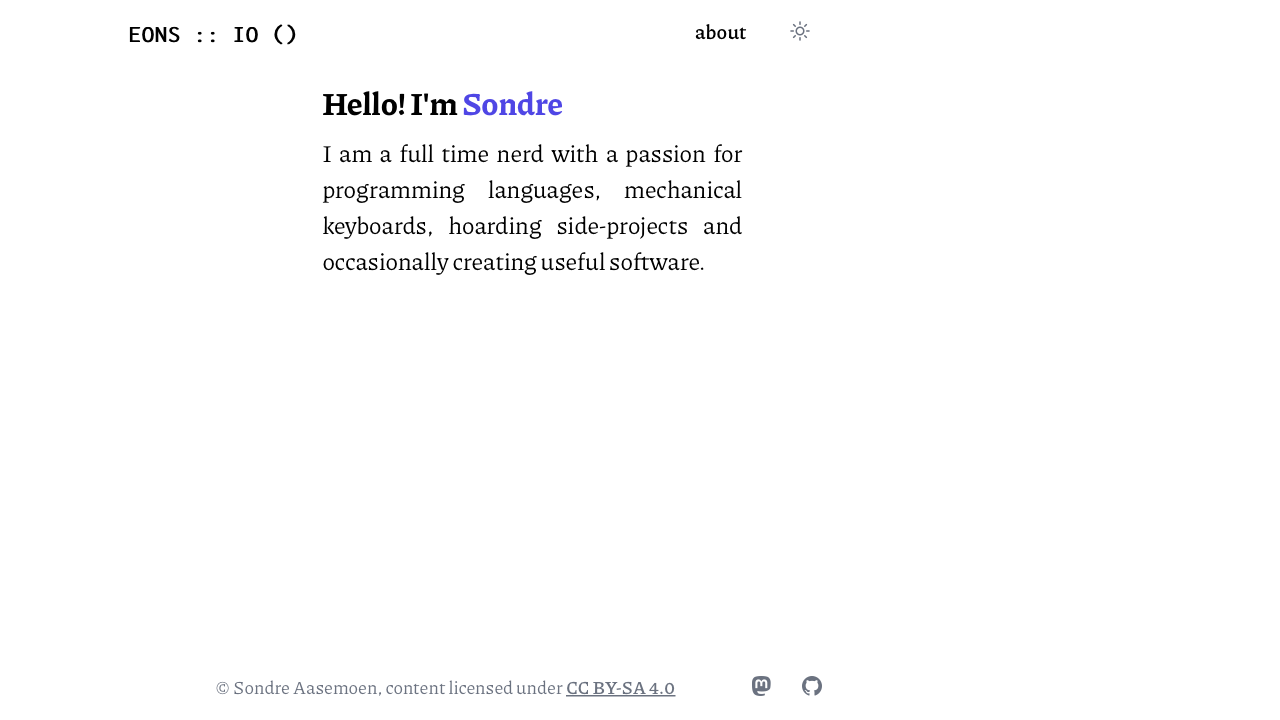 EONS :: IO ()
about
Hello! I'm Sondre
I am a full time nerd with a passion for
programming languages, mechanical
keyboards, hoarding side-projects and
occasionally creating useful software.
© Sondre Aasemoen, content licensed under CC BY-SA 4.0